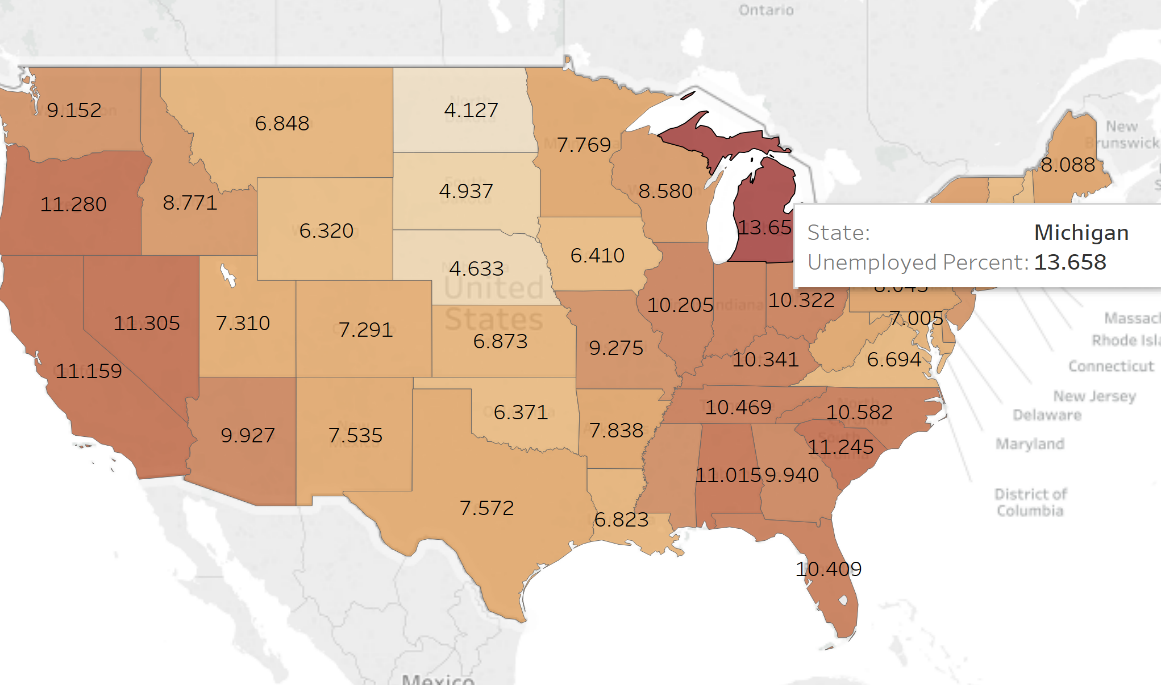 Ontario
9.152
6.848
4.127
7.769
New
Brunswick
8.088
11.280
8.771
4.937
8.580
6.320
13.65
State: Michigan
Unemployed Percent: 13.658
6.410
4.633
United
States
11.305
7.310
7.291
6.873
10.205
Indiana
10.322
7.005
Massac
Rhode Isla
Connecticut
9.275
10.341
6.694
11.159
New Jersey
Delaware
6.371
10.469
10.582
Maryland
9.927
7.535
7.838
11.245
11.015
9.940
District of
Columbia
7.572
6.823
10.409
Mexico